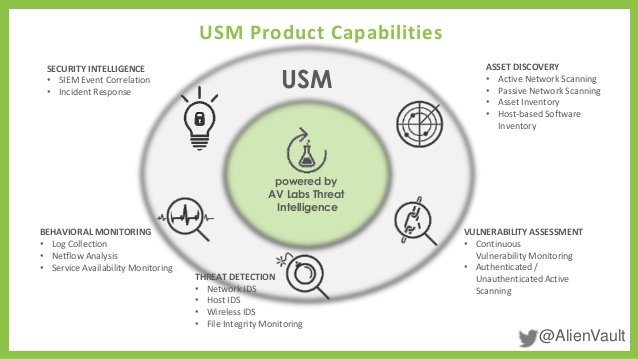 USM Product Capabilities
SECURITY INTELLIGENCE
• SIEM Event Correlation
• Incident Response
USM
ASSET DISCOVERY
• Active Network Scanning
• Passive Network Scanning
• Asset Inventory
• Host-based Software
Inventory
powered by
AV Labs Threat
Intelligence
BEHAVIORAL MONITORING
• Log Collection
• Netflow Analysis
• Service Availability Monitoring
THREAT DETECTION
• Network IDS
• Host IDS
• Wireless IDS
• File Integrity Monitoring
VULNERABILITY ASSESSMENT
• Continuous
Vulnerability Monitoring
• Authenticated /
Unauthenticated Active
Scanning
@AlienVault